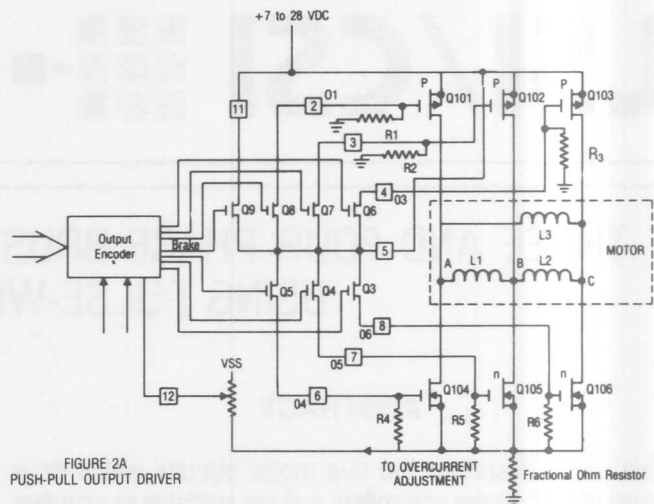 +7 to 28 VDC
P
Q101
P
Q102
P
Q103
11
2
O1
R1
3
R2
4
O3
R3
Q9
Q8
Q7
Q6
Output
Encoder
Brake
5
MOTOR
L3
A
L1
B
L2
C
Q5
Q4
Q3
8
O6
7
O5
VSS
12
6
O4
R4
Q104
R5
n
Q105
R6
n
Q106
FIGURE 2A
PUSH-PULL OUTPUT DRIVER
TO OVERCURRENT
ADJUSTMENT
Fractional Ohm Resistor